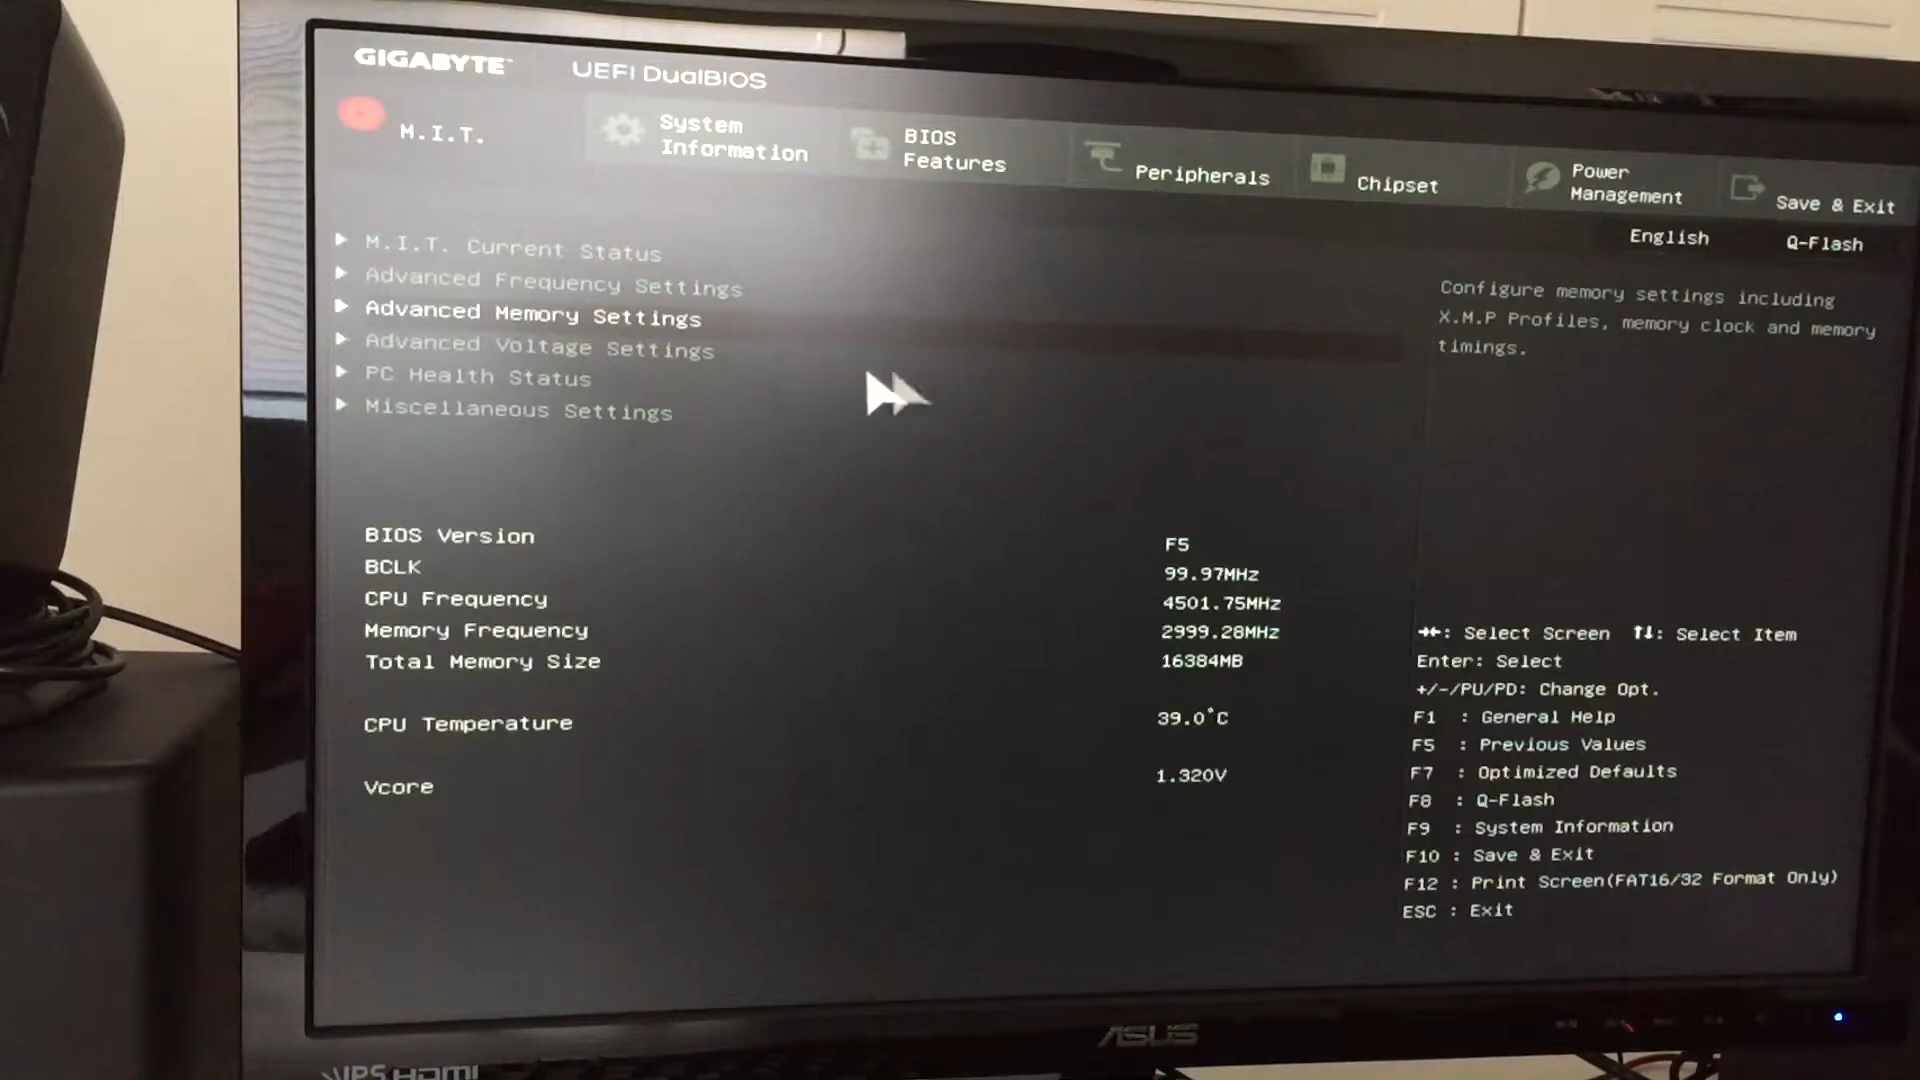 GIGABYTE™ UEFI DualBIOS
M.I.T.
System
Information
BIOS
Features
Peripherals
Chipset
Power
Management
Save & Exit
English Q-Flash
M.I.T. Current Status
Advanced Frequency Settings
Advanced Memory Settings
Advanced Voltage Settings
PC Health Status
Miscellaneous Settings
Configure memory settings including
X.M.P Profiles, memory clock and memory
timings.
BIOS Version F5
BCLK 99.97MHz
CPU Frequency 4501.75MHz
Memory Frequency 2999.28MHz
Total Memory Size 16384MB
CPU Temperature 39.0°C
Vcore 1.320V
→←: Select Screen ↑↓: Select Item
Enter: Select
+/-/PU/PD: Change Opt.
F1 : General Help
F5 : Previous Values
F7 : Optimized Defaults
F8 : Q-Flash
F9 : System Information
F10 : Save & Exit
F12 : Print Screen(FAT16/32 Format Only)
ESC : Exit
ASUS
IPS HDMI